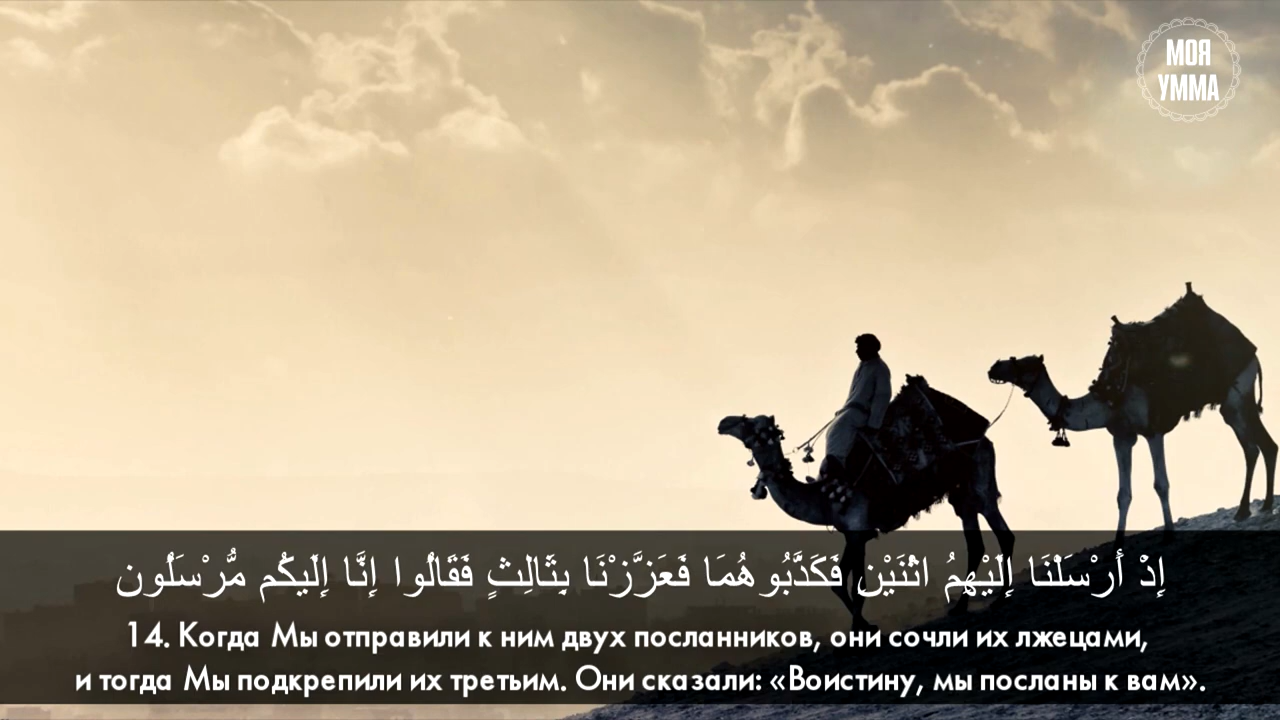 МОЯ
УММА
إِذْ أَرْسَلْنَا إِلَيْهِمُ اثْنَيْنِ فَكَذَّبُوهُمَا فَعَزَّزْنَا بِثَالِثٍ فَقَالُوا إِنَّا إِلَيْكُم مُّرْسَلُون
14. Когда Мы отправили к ним двух посланников, они сочли их лжецами,
и тогда Мы подкрепили их третьим. Они сказали: «Воистину, мы посланы к вам».